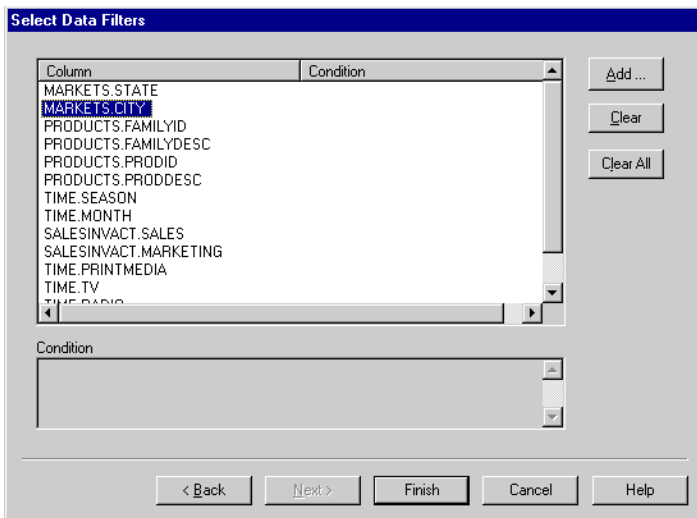 Select Data Filters
Column Condition
MARKETS.STATE
MARKETS.CITY
PRODUCTS.FAMILYID
PRODUCTS.FAMILYDESC
PRODUCTS.PRODID
PRODUCTS.PRODDESC
TIME.SEASON
TIME.MONTH
SALESINVACT.SALES
SALESINVACT.MARKETING
TIME.PRINTMEDIA
TIME.TV
TIME.RADIO
Add ...
Clear
Clear All
Condition
< Back Next > Finish Cancel Help